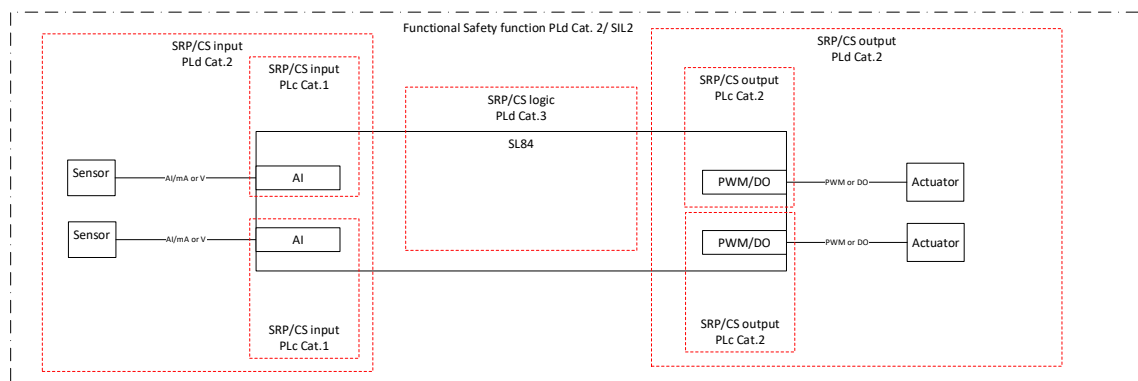 Functional Safety function PLd Cat. 2/ SIL2
SRP/CS input
PLd Cat.2
SRP/CS input
PLc Cat.1
Sensor
AI/mA or V
AI
Sensor
AI/mA or V
AI
SRP/CS input
PLc Cat.1
SRP/CS logic
PLd Cat.3
SL84
SRP/CS output
PLd Cat.2
SRP/CS output
PLc Cat.2
PWM/DO
PWM or DO
Actuator
PWM/DO
PWM or DO
Actuator
SRP/CS output
PLc Cat.2